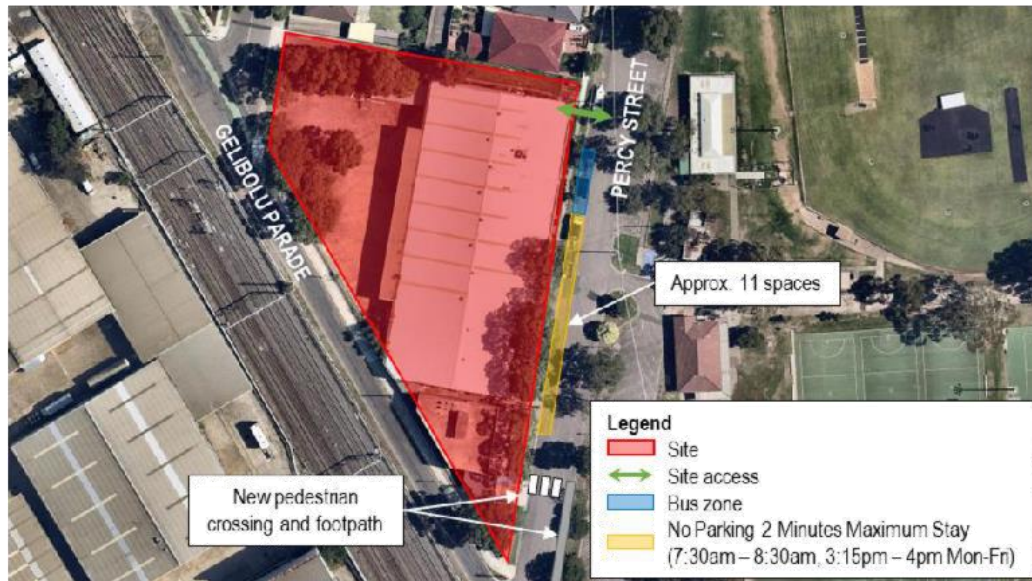 GELIBOLU PARADE
PERCY STREET
Approx. 11 spaces
New pedestrian
crossing and footpath
Legend
Site
Site access
Bus zone
No Parking 2 Minutes Maximum Stay
(7:30am – 8:30am, 3:15pm – 4pm Mon-Fri)